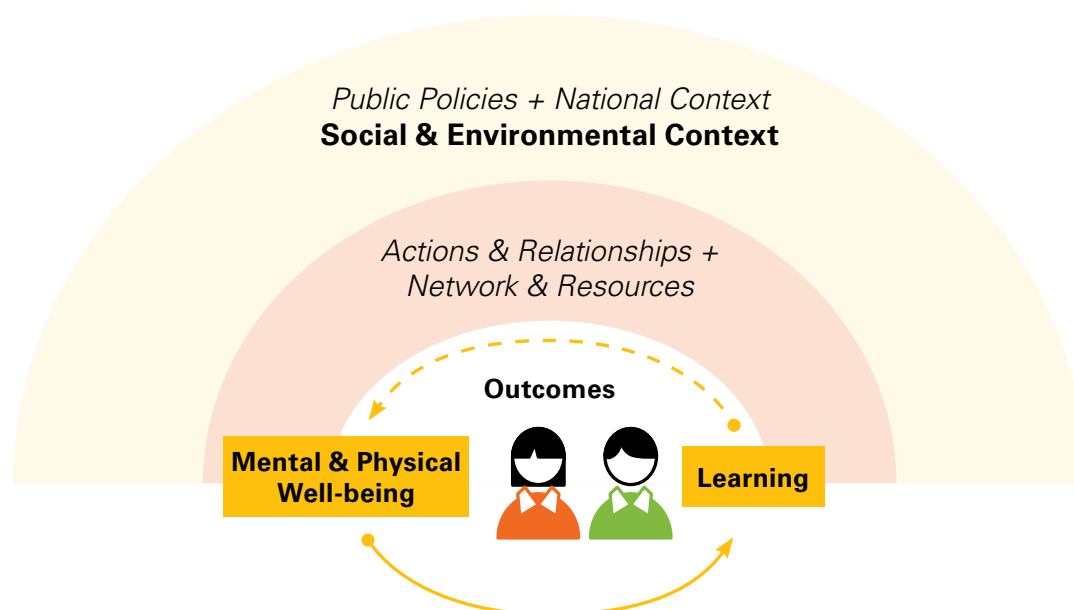 Public Policies + National Context
Social & Environmental Context
Actions & Relationships +
Network & Resources
Outcomes
Mental & Physical
Well-being
Learning